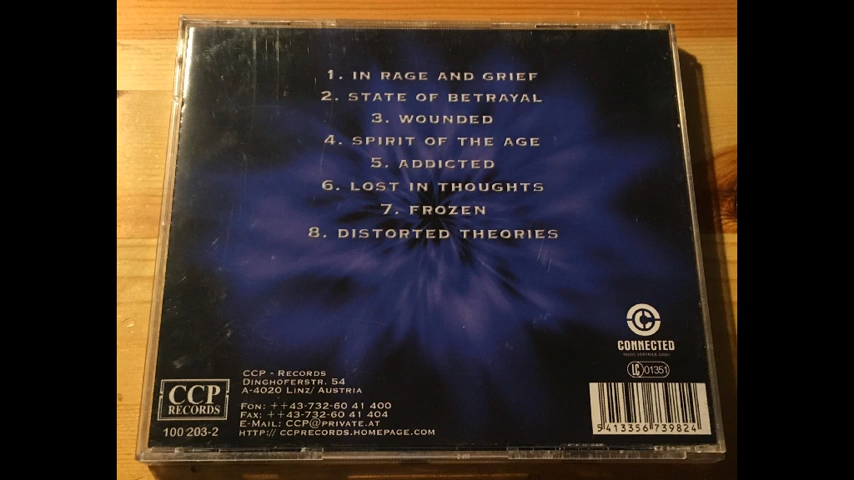 1. IN RAGE AND GRIEF
2. STATE OF BETRAYAL
3. WOUNDED
4. SPIRIT OF THE AGE
5. ADDICTED
6. LOST IN THOUGHTS
7. FROZEN
8. DISTORTED THEORIES
CONNECTED
LC 01351
CCP - RECORDS
DINGHOFERSTR. 54
A-4020 LINZ/ AUSTRIA
FON: ++43-732-60 41 400
FAX: ++43-732-60 41 404
E-MAIL: CCP@PRIVATE.AT
HTTP:// CCPRECORDS.HOMEPAGE.COM
CCP
RECORDS
100 203-2
5 413356 739824